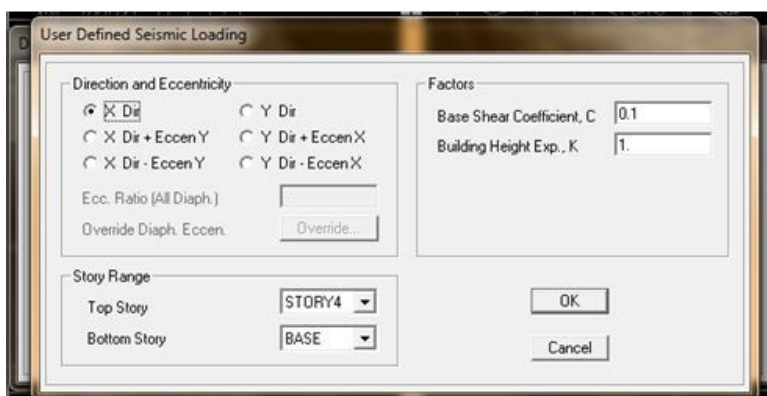 User Defined Seismic Loading
Direction and Eccentricity
X Dir
Y Dir
X Dir + Eccen Y
Y Dir + Eccen X
X Dir - Eccen Y
Y Dir - Eccen X
Ecc. Ratio (All Diaph.)
Override Diaph. Eccen.
Override...
Factors
Base Shear Coefficient, C
0.1
Building Height Exp., K
1.
Story Range
Top Story
STORY4
Bottom Story
BASE
OK
Cancel